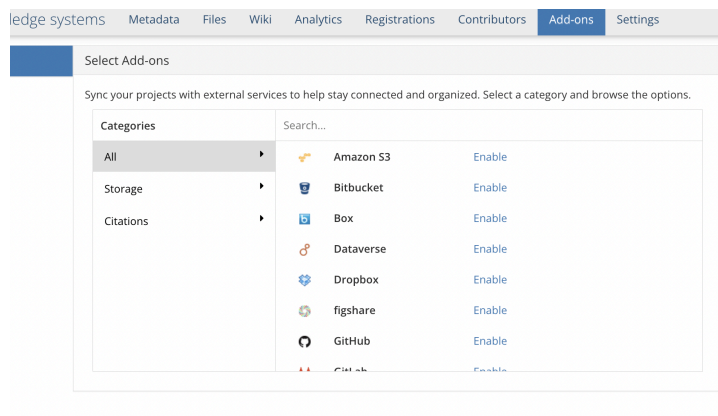 ledge systems Metadata Files Wiki Analytics Registrations Contributors Add-ons Settings
Select Add-ons
Sync your projects with external services to help stay connected and organized. Select a category and browse the options.
Categories Search...
All Amazon S3 Enable
Storage Bitbucket Enable
Citations Box Enable
Dataverse Enable
Dropbox Enable
figshare Enable
GitHub Enable
GitLab Enable